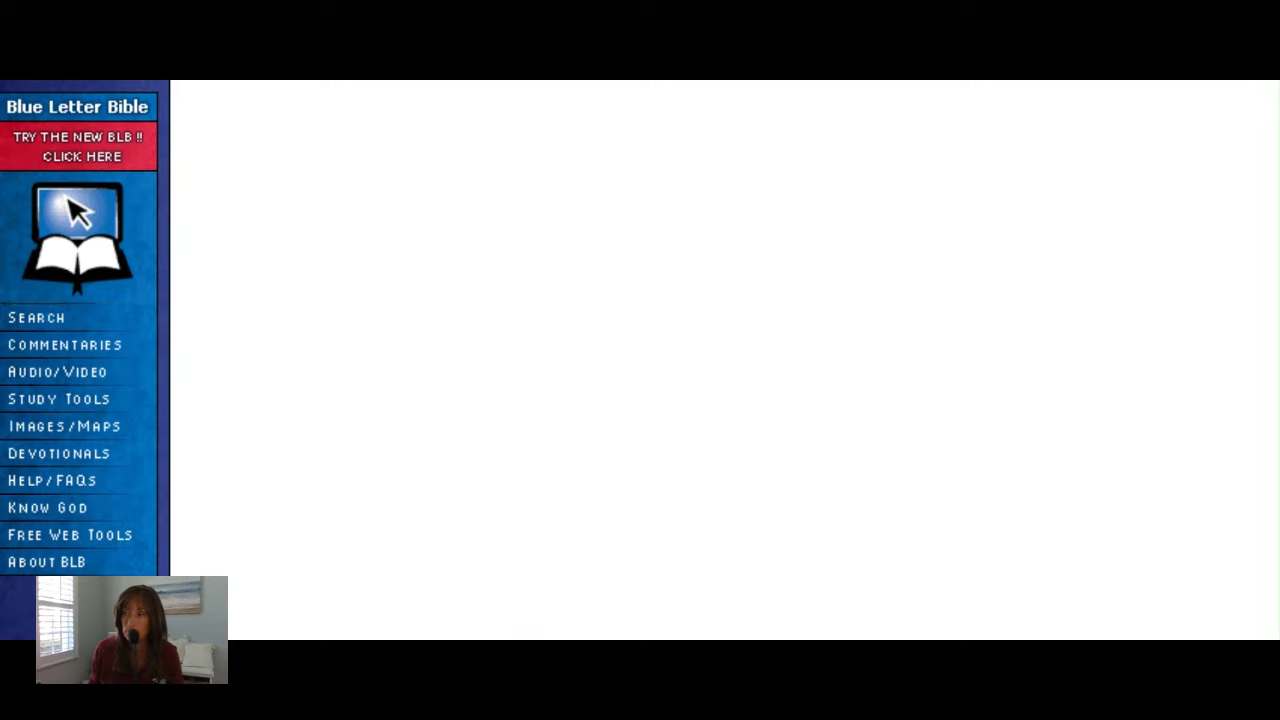 Blue Letter Bible
TRY THE NEW BLB !!
CLICK HERE
SEARCH
COMMENTARIES
AUDIO/VIDEO
STUDY TOOLS
IMAGES/MAPS
DEVOTIONALS
HELP/FAQS
KNOW GOD
FREE WEB TOOLS
ABOUT BLB